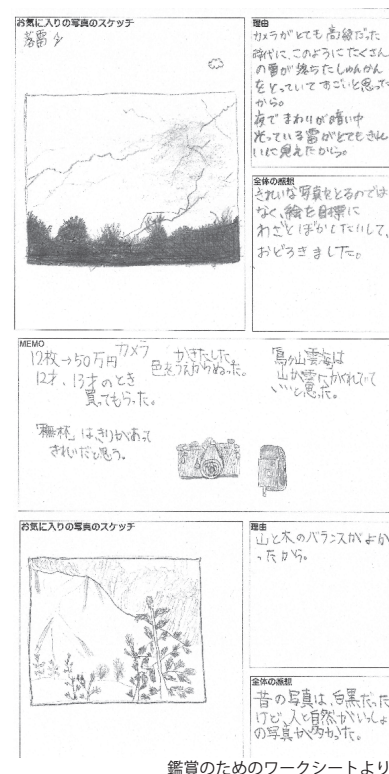 お気に入りの写真のスケッチ
落雷
理由
カメラがとても高級だった
時代に、このようにたくさん
の雷が落ちたしゅんかん
をとっていてすごいと思った
から。
夜でまわりが暗い中
光っている雷がとてもきれ
いに見えたから。
全体の感想
きれいな写真をとるのでは
なく、絵を目標に
わざとぼかしたりして、
おどろきました。
MEMO
12枚→50万円 カメラ
12才、13才のとき
買ってもらった。
かきたした。
色をうえからぬった。
雲海は
山が雲でかくれていて
いいと思った。
は、きりがあって
きれいだと思う。
お気に入りの写真のスケッチ
理由
山と木のバランスがよか
ったから。
全体の感想
昔の写真は、白黒だった
けど、人と自然がいっしょ
の写真が多かった。
鑑賞のためのワークシートより